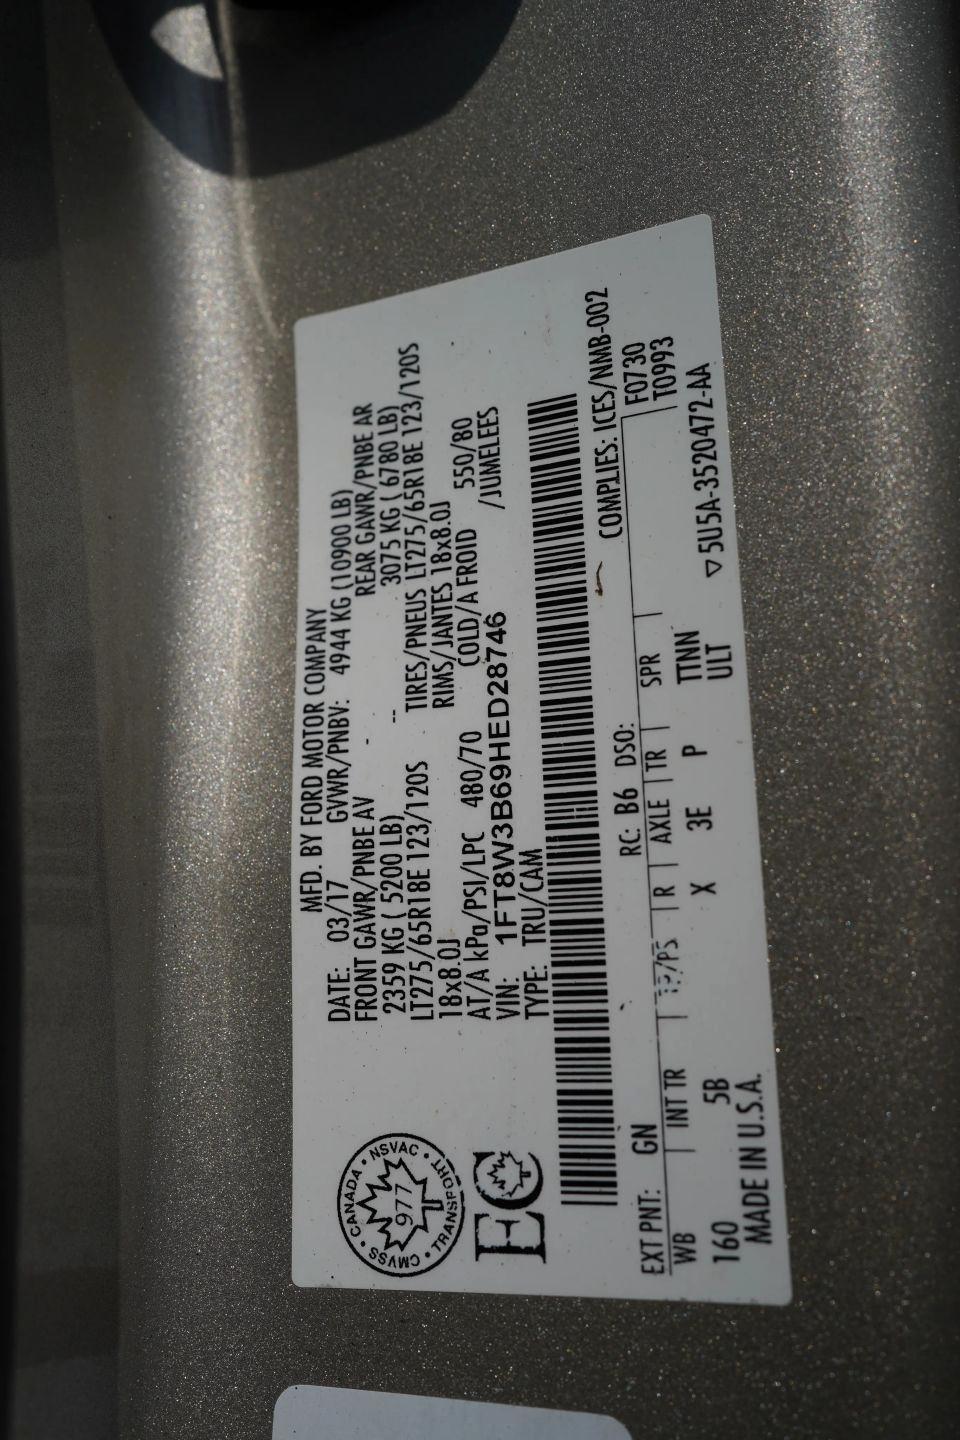 MFD. BY FORD MOTOR COMPANY
DATE: 03/17 GVWR/PNBV: 4944 KG (10900 LB)
FRONT GAWR/PNBE AV - REAR GAWR/PNBE AR
2359 KG ( 5200 LB) -- 3075 KG ( 6780 LB)
LT275/65R18E 123/120S TIRES/PNEUS LT275/65R18E 123/120S
18x8.0J RIMS/JANTES 18x8.0J
AT/A kPa/PSI/LPC 480/70 COLD/A FROID 550/80
VIN: 1FT8W3B69HED28746 /JUMELEES
TYPE: TRU/CAM
CANADA • NSVAC • TRANSPORT • CMVSS •
977
EC
COMPLIES: ICES/NMB-002
EXT PNT: GN RC: B6 DSO: F0730
WB INT TR TP/PS R AXLE TR SPR T0993
160 5B X 3E P TTNN
ULT
MADE IN U.S.A. ▽5U5A-3520472-AA